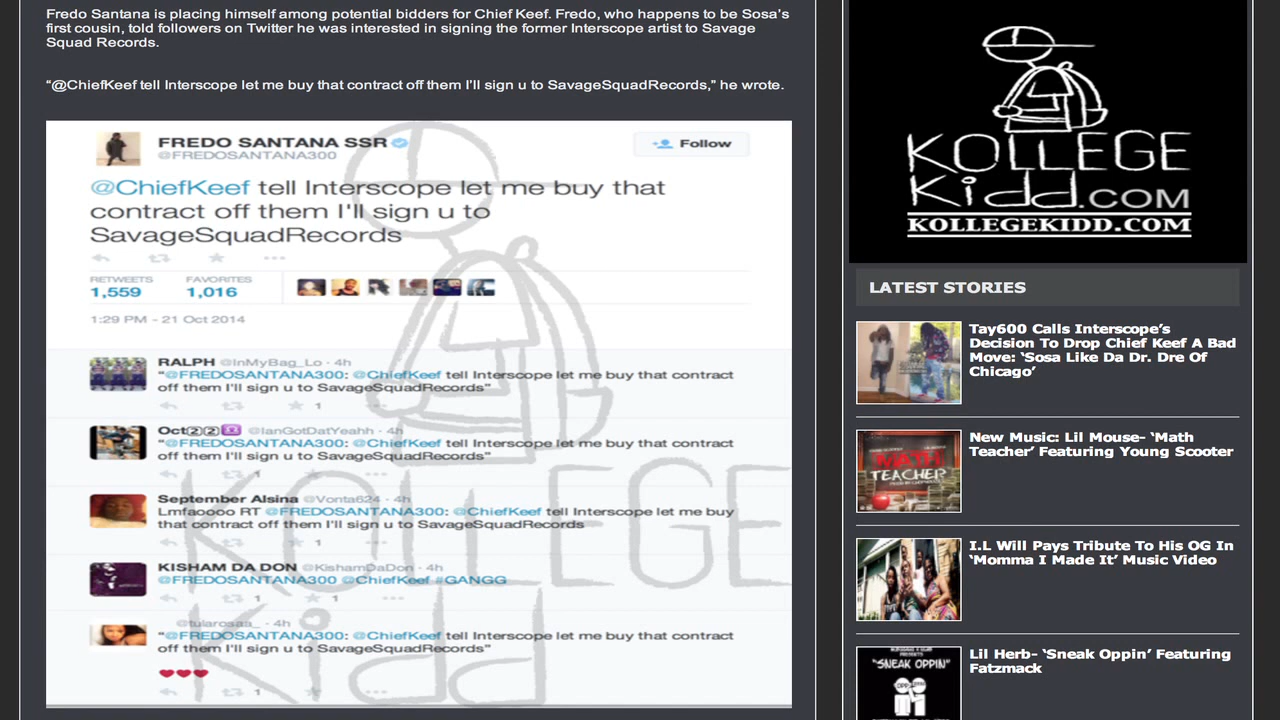 Fredo Santana is placing himself among potential bidders for Chief Keef. Fredo, who happens to be Sosa's
first cousin, told followers on Twitter he was interested in signing the former Interscope artist to Savage
Squad Records.
“@ChiefKeef tell Interscope let me buy that contract off them I'll sign u to SavageSquadRecords,” he wrote.
FREDO SANTANA SSR
@FREDOSANTANA300
Follow
@ChiefKeef tell Interscope let me buy that
contract off them I'll sign u to
SavageSquadRecords
RETWEETS FAVORITES
1,559 1,016
1:29 PM - 21 Oct 2014
RALPH @InMyBag_Lo · 4h
“@FREDOSANTANA300: @ChiefKeef tell Interscope let me buy that contract
off them I'll sign u to SavageSquadRecords”
1
Oct②② @IanGotDatYeahh · 4h
“@FREDOSANTANA300: @ChiefKeef tell Interscope let me buy that contract
off them I'll sign u to SavageSquadRecords”
1
September Alsina @Vonta624 · 4h
Lmfaoooo RT @FREDOSANTANA300: @ChiefKeef tell Interscope let me buy
that contract off them I'll sign u to SavageSquadRecords
1
KISHAM DA DON @KishamDaDon · 4h
@FREDOSANTANA300 @ChiefKeef #GANGG
1 1
@tularosaa_ · 4h
“@FREDOSANTANA300: @ChiefKeef tell Interscope let me buy that contract
off them I'll sign u to SavageSquadRecords”
❤❤❤
1
KOLLEGE
Kidd
KOLLEGE
Kidd.COM
KOLLEGEKIDD.COM
LATEST STORIES
Tay600 Calls Interscope's
Decision To Drop Chief Keef A Bad
Move: ‘Sosa Like Da Dr. Dre Of
Chicago’
MATH
TEACHER
New Music: Lil Mouse- ‘Math
Teacher’ Featuring Young Scooter
I.L Will Pays Tribute To His OG In
‘Momma I Made It’ Music Video
PRESENTS
"SNEAK OPPIN"
Lil Herb- ‘Sneak Oppin’ Featuring
Fatzmack